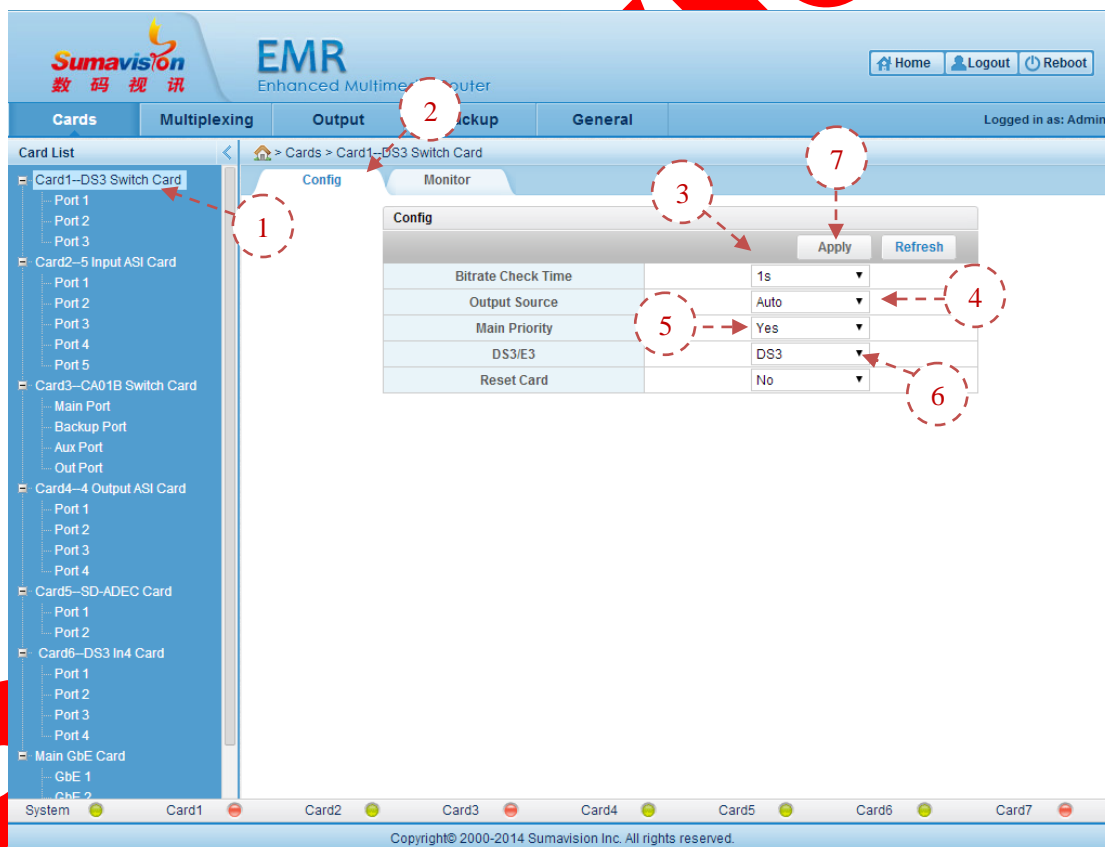 Sumavision
数码视讯
EMR
Enhanced Multime outer
Home Logout Reboot
Cards Multiplexing Output ckup General Logged in as: Admin
Card List < > Cards > Card1--DS3 Switch Card
Config Monitor
Card1--DS3 Switch Card
Port 1
Port 2
Port 3
Card2--5 Input ASI Card
Port 1
Port 2
Port 3
Port 4
Port 5
Card3--CA01B Switch Card
Main Port
Backup Port
Aux Port
Out Port
Card4--4 Output ASI Card
Port 1
Port 2
Port 3
Port 4
Card5--SD-ADEC Card
Port 1
Port 2
Card6--DS3 In4 Card
Port 1
Port 2
Port 3
Port 4
Main GbE Card
GbE 1
GbE 2
Config
Apply Refresh
Bitrate Check Time 1s
Output Source Auto
Main Priority Yes
DS3/E3 DS3
Reset Card No
1
2
3
4
5
6
7
System Card1 Card2 Card3 Card4 Card5 Card6 Card7
Copyright© 2000-2014 Sumavision Inc. All rights reserved.